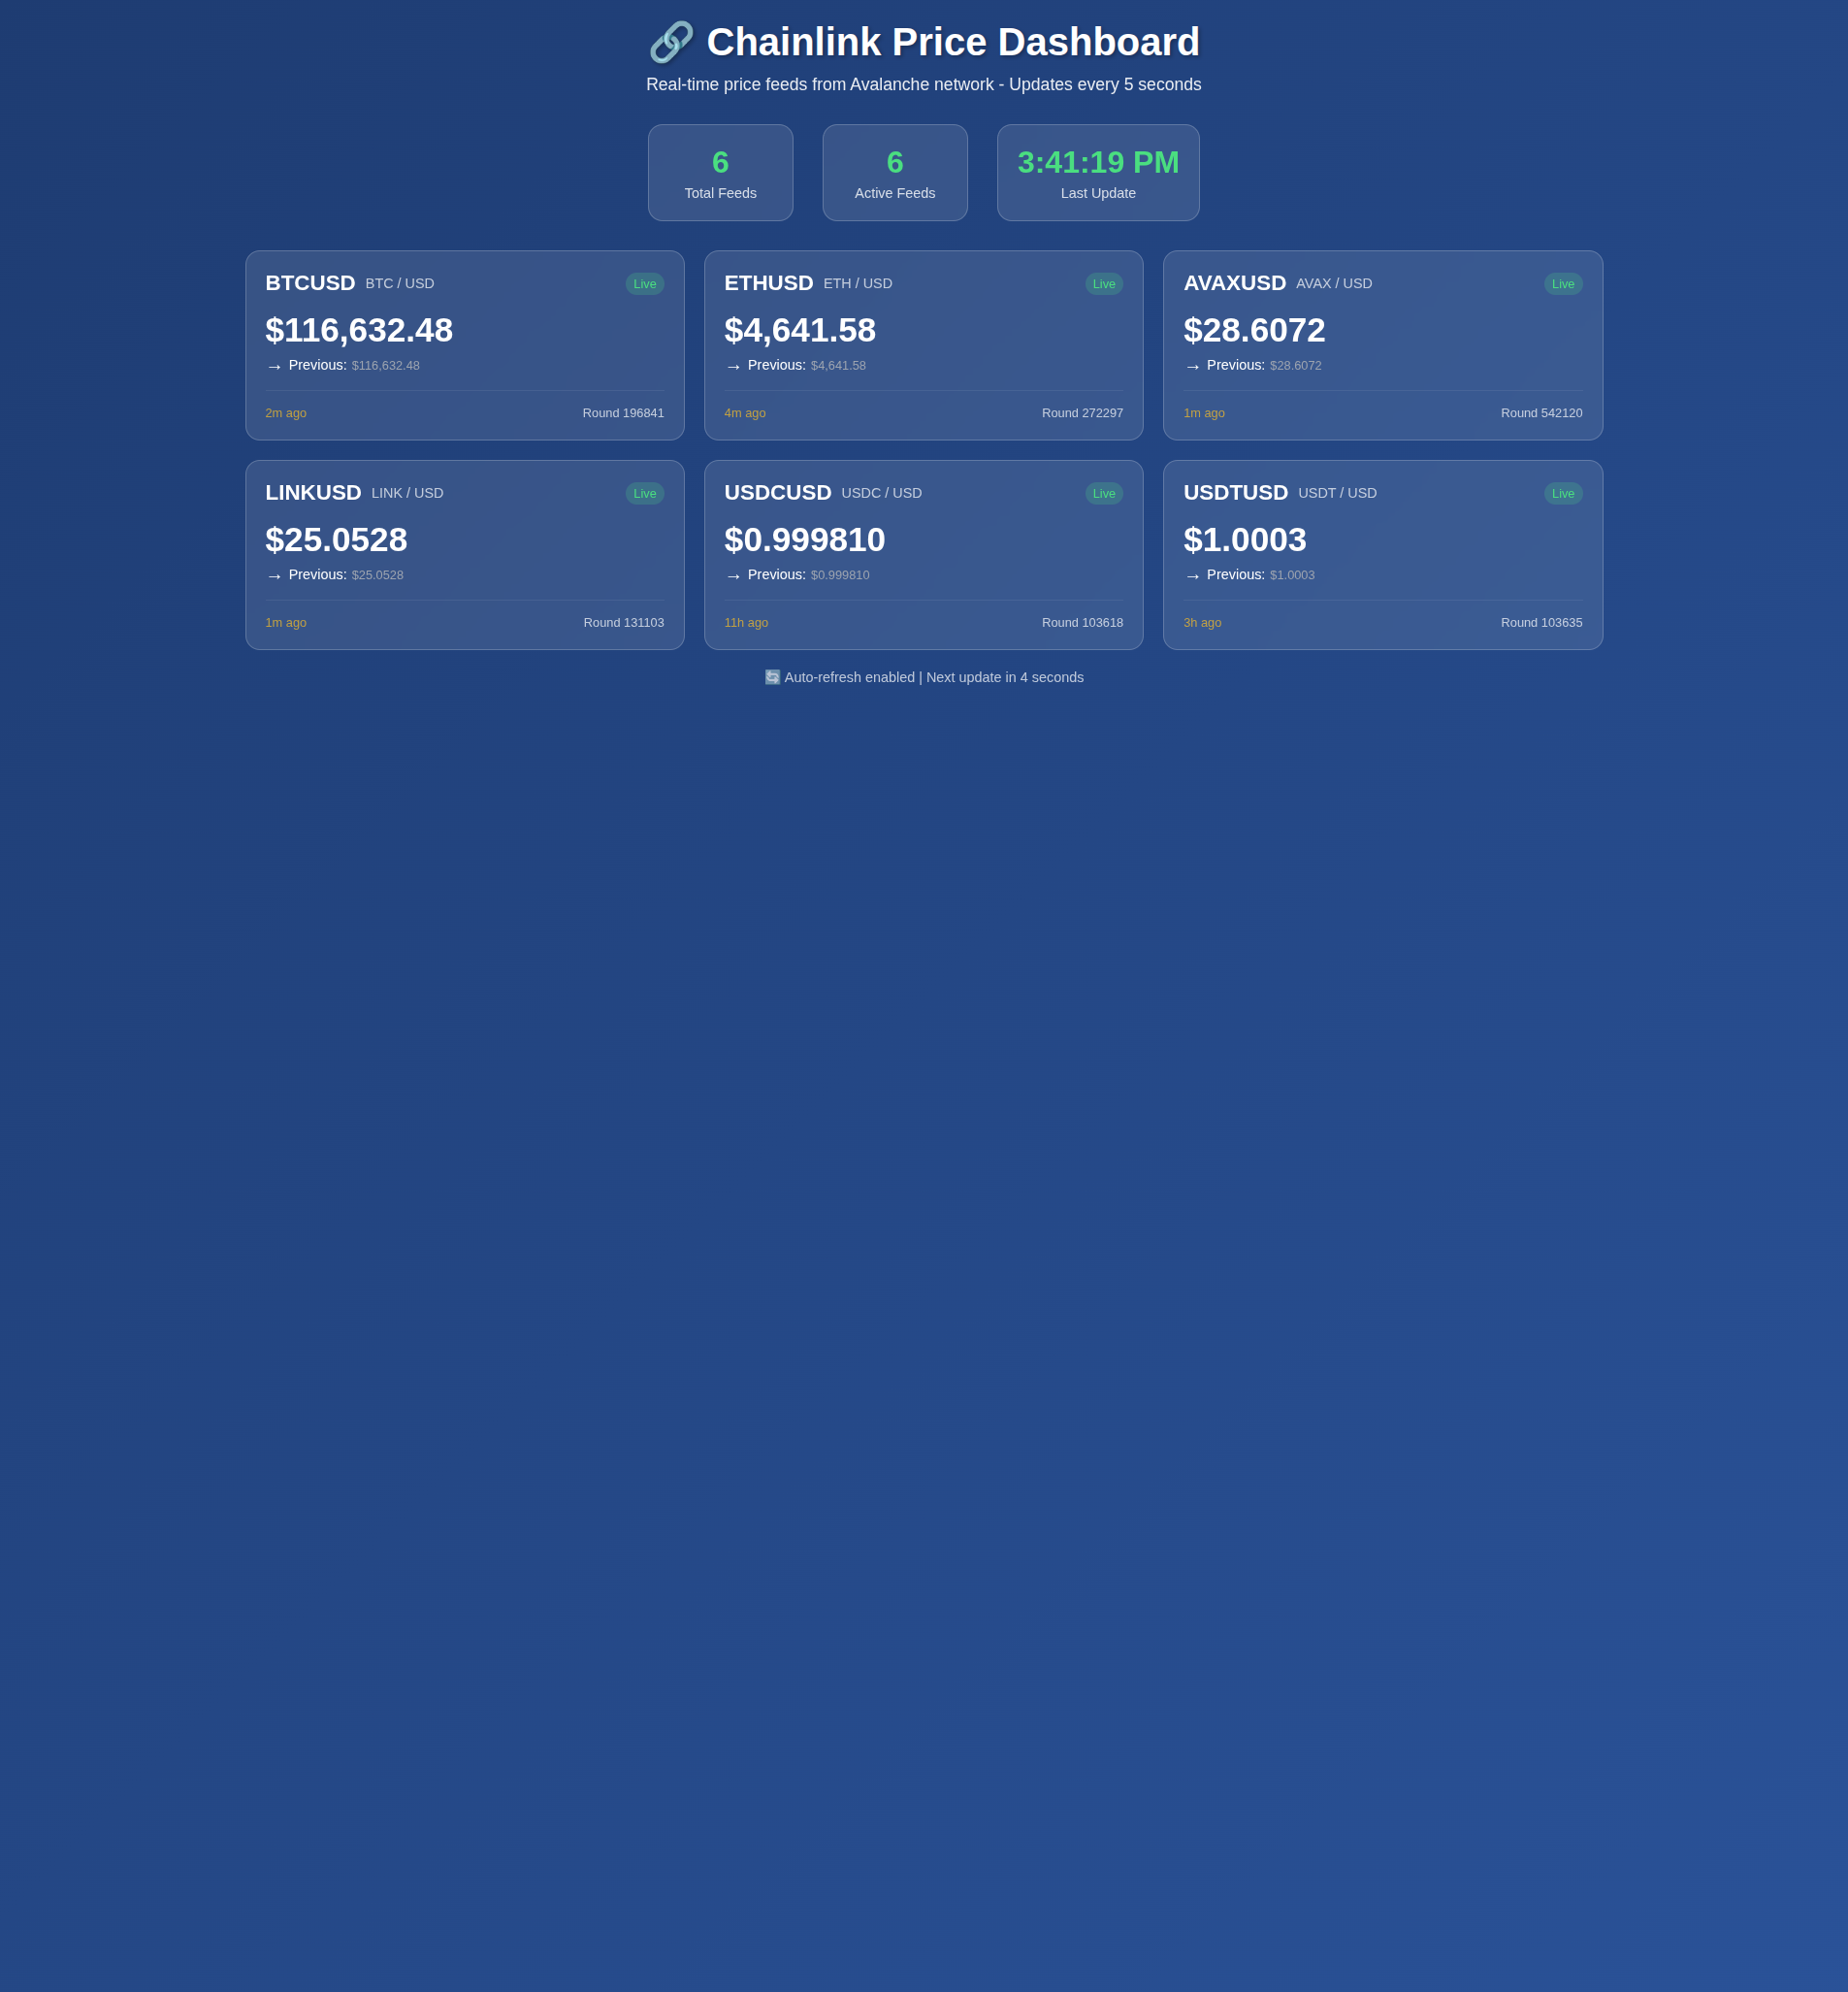 🔗 Chainlink Price Dashboard
Real-time price feeds from Avalanche network - Updates every 5 seconds
6
Total Feeds
6
Active Feeds
3:41:19 PM
Last Update
BTCUSD BTC / USD Live
$116,632.48
→ Previous: $116,632.48
2m ago Round 196841
ETHUSD ETH / USD Live
$4,641.58
→ Previous: $4,641.58
4m ago Round 272297
AVAXUSD AVAX / USD Live
$28.6072
→ Previous: $28.6072
1m ago Round 542120
LINKUSD LINK / USD Live
$25.0528
→ Previous: $25.0528
1m ago Round 131103
USDCUSD USDC / USD Live
$0.999810
→ Previous: $0.999810
11h ago Round 103618
USDTUSD USDT / USD Live
$1.0003
→ Previous: $1.0003
3h ago Round 103635
🔄 Auto-refresh enabled | Next update in 4 seconds